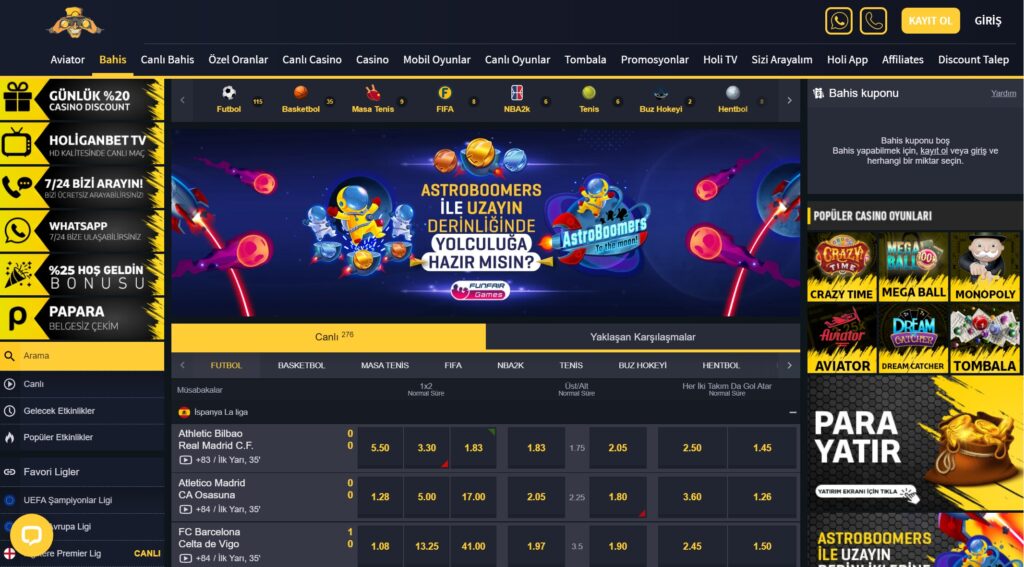 KAYIT OL
GİRİŞ
Aviator
Bahis
Canlı Bahis
Özel Oranlar
Canlı Casino
Casino
Mobil Oyunlar
Canlı Oyunlar
Tombala
Promosyonlar
Holi TV
Sizi Arayalım
Holi App
Affiliates
Discount Talep
GÜNLÜK %20
CASINO DISCOUNT
HOLİGANBET TV
HD KALİTESİNDE CANLI MAÇ
7/24 BİZİ ARAYIN!
BİZİ ÜCRETSİZ ARAYABİLİRSİNİZ!
WHATSAPP
7/24 BİZE ULAŞABİLİRSİNİZ
%25 HOŞ GELDİN
BONUSU
PAPARA
BELGESİZ ÇEKİM
Arama
Canlı
Gelecek Etkinlikler
Popüler Etkinlikler
Favori Ligler
UEFA Şampiyonlar Ligi
Ligi
Premier Lig
CANLI
Futbol 115
Basketbol 35
Masa Tenis 9
FIFA 8
NBA2k 6
Tenis 6
Buz Hokeyi 2
Hentbol 8
ASTROBOOMERS
İLE UZAYIN
DERİNLİĞİNDE
YOLCULUĞA
HAZIR MISIN?
FUNFAIR
Games
AstroBoomers
To the moon!
Canlı 276
Yaklaşan Karşılaşmalar
FUTBOL
BASKETBOL
MASA TENIS
FIFA
NBA2K
TENIS
BUZ HOKEYİ
HENTBOL
Müsabakalar
1x2
Normal Süre
Üst/Alt
Normal Süre
Her İki Takım Da Gol Atar
Normal Süre
İspanya La liga
Athletic Bilbao 0
Real Madrid C.F. 0
+83 / İlk Yarı, 35'
5.50 3.30 1.83 1.83 1.75 2.05 2.50 1.45
Atletico Madrid 0
CA Osasuna 0
+84 / İlk Yarı, 35'
1.28 5.00 17.00 2.05 2.25 1.80 3.60 1.26
FC Barcelona 1
Celta de Vigo 0
+84 / İlk Yarı, 35'
1.08 13.25 41.00 1.97 3.5 1.90 2.45 1.50
Bahis kuponu
Yardım
Bahis kuponu boş
Bahis yapabilmek için, kayıt ol veya giriş ve
herhangi bir miktar seçin.
POPÜLER CASINO OYUNLARI
CRAZY TIME
MEGA BALL 100x
MONOPOLY
CRAZY TIME
MEGA BALL
MONOPOLY
Aviator
DREAM CATCHER
AVIATOR
DREAM CATCHER
TOMBALA
PARA
YATIR
YATIRIM EKRANI İÇİN TIKLA
ASTROBOOMERS
İLE UZAYIN